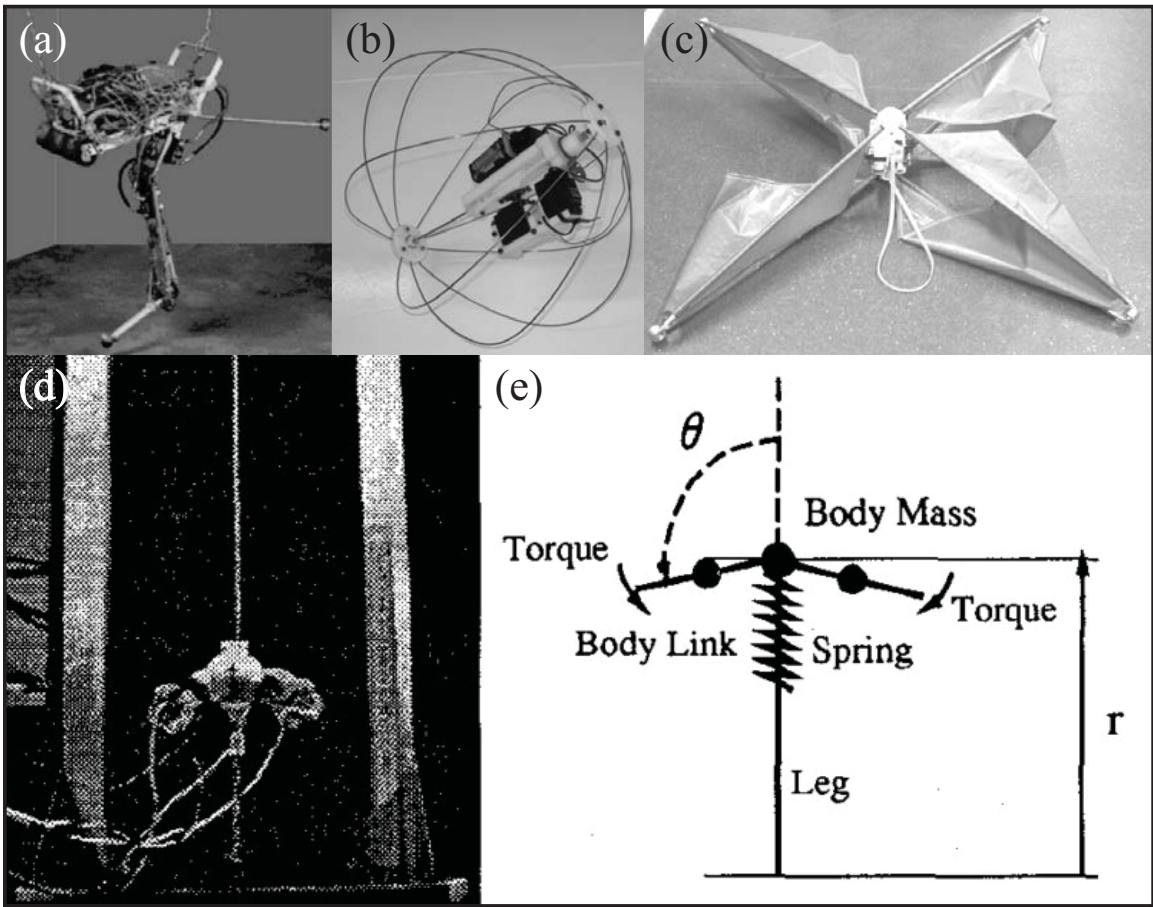 (a)
(b)
(c)
(d)
(e)
θ
Body Mass
Torque
Torque
Body Link
Spring
r
Leg